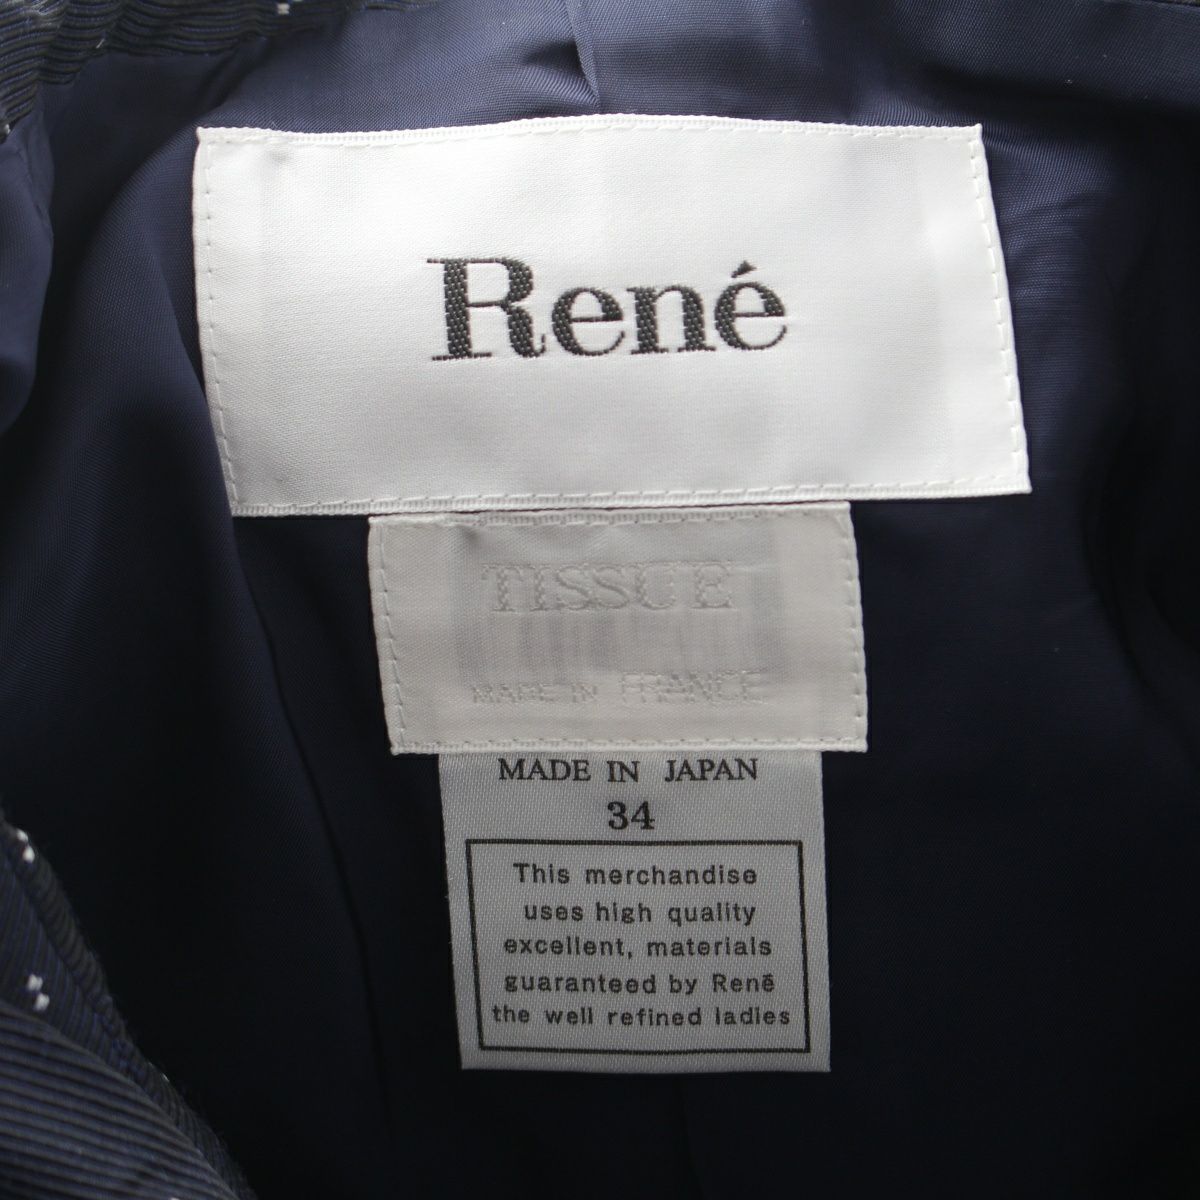 René
TISSUE
MADE IN FRANCE
MADE IN JAPAN
34
This merchandise
uses high quality
excellent, materials
guaranteed by René
the well refined ladies